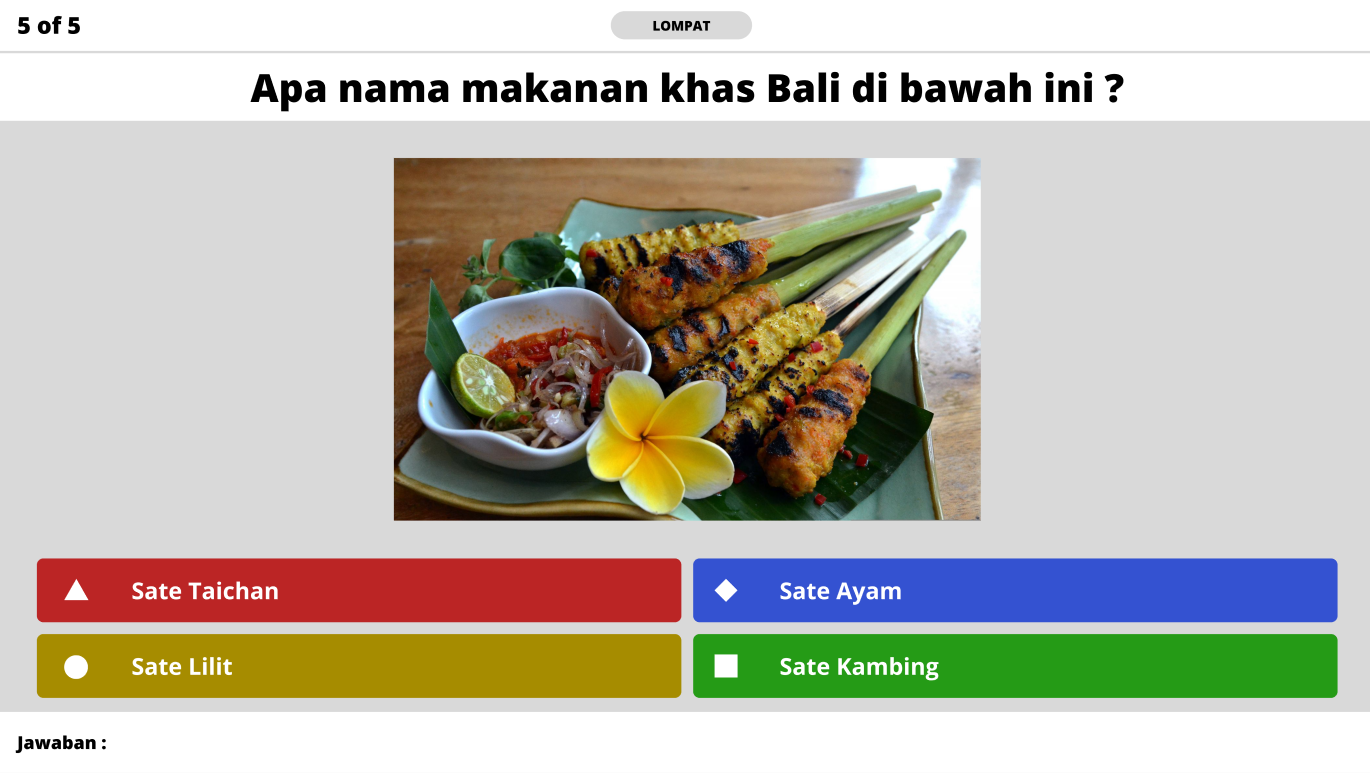 5 of 5
LOMPAT
Apa nama makanan khas Bali di bawah ini ?
Sate Taichan
Sate Ayam
Sate Lilit
Sate Kambing
Jawaban :